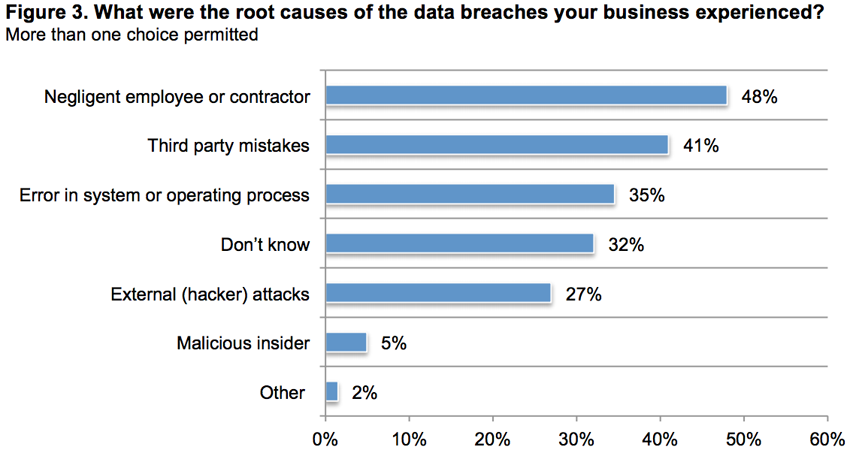 Figure 3. What were the root causes of the data breaches your business experienced?
More than one choice permitted
Negligent employee or contractor 48%
Third party mistakes 41%
Error in system or operating process 35%
Don’t know 32%
External (hacker) attacks 27%
Malicious insider 5%
Other 2%
0% 10% 20% 30% 40% 50% 60%